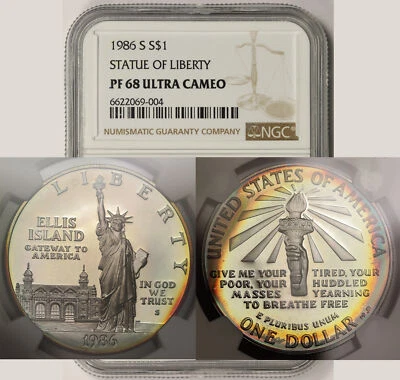 1986 S S$1
STATUE OF LIBERTY
PF 68 ULTRA CAMEO
6622069-004
NUMISMATIC GUARANTY COMPANY
NGC
LIBERTY
ELLIS
ISLAND
GATEWAY TO
AMERICA
IN GOD
WE
TRUST
S
1986
UNITED STATES OF AMERICA
GIVE ME YOUR TIRED, YOUR
POOR, YOUR HUDDLED
MASSES YEARNING
TO BREATHE FREE
E PLURIBUS UNUM
ONE DOLLAR